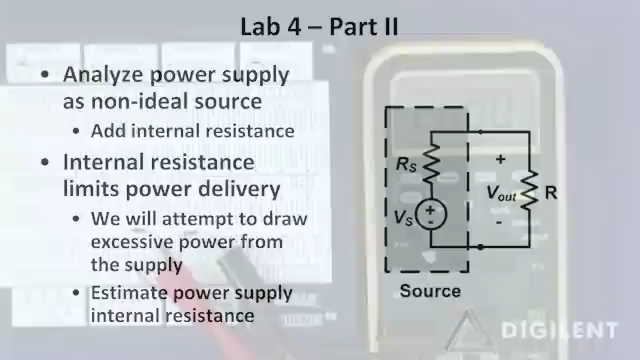 Lab 4 – Part II
• Analyze power supply
as non-ideal source
• Add internal resistance
• Internal resistance
limits power delivery
• We will attempt to draw
excessive power from
the supply
• Estimate power supply
internal resistance
RS
VS
+
-
+
Vout
-
R
Source
DIGILENT